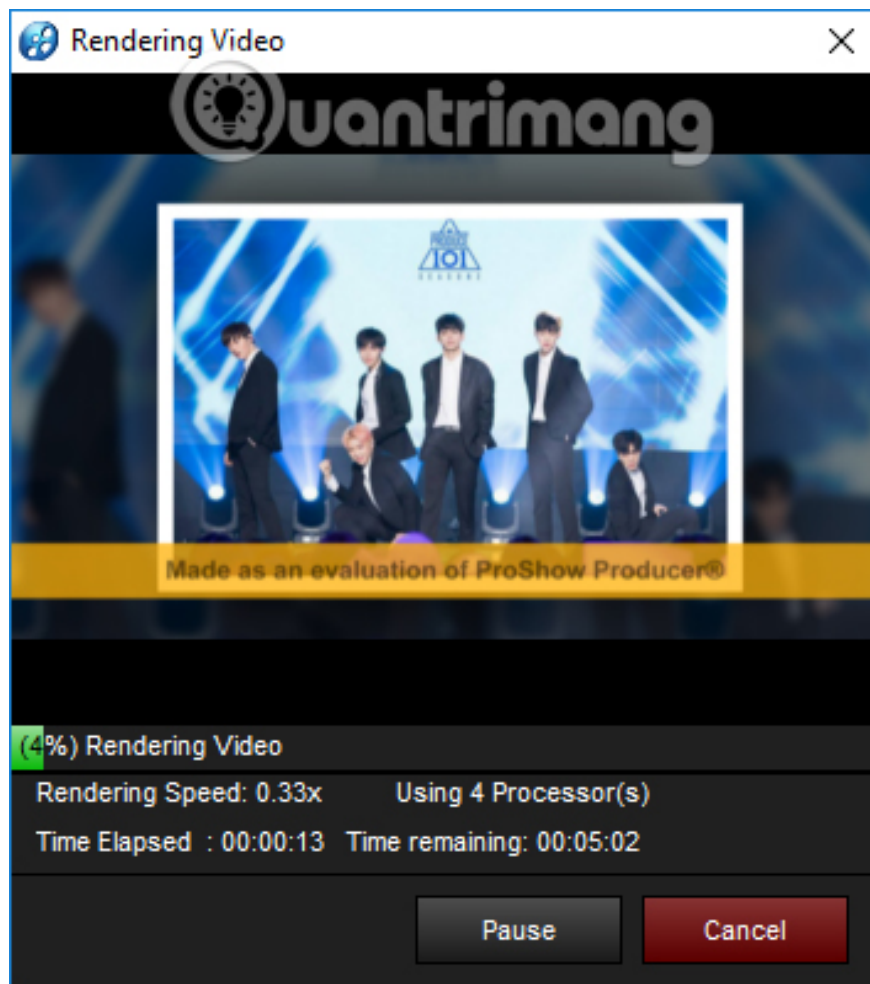 Rendering Video
Quantrimang
PRODUCE
101
Made as an evaluation of ProShow Producer®
(4%) Rendering Video
Rendering Speed: 0.33x Using 4 Processor(s)
Time Elapsed : 00:00:13 Time remaining: 00:05:02
Pause Cancel